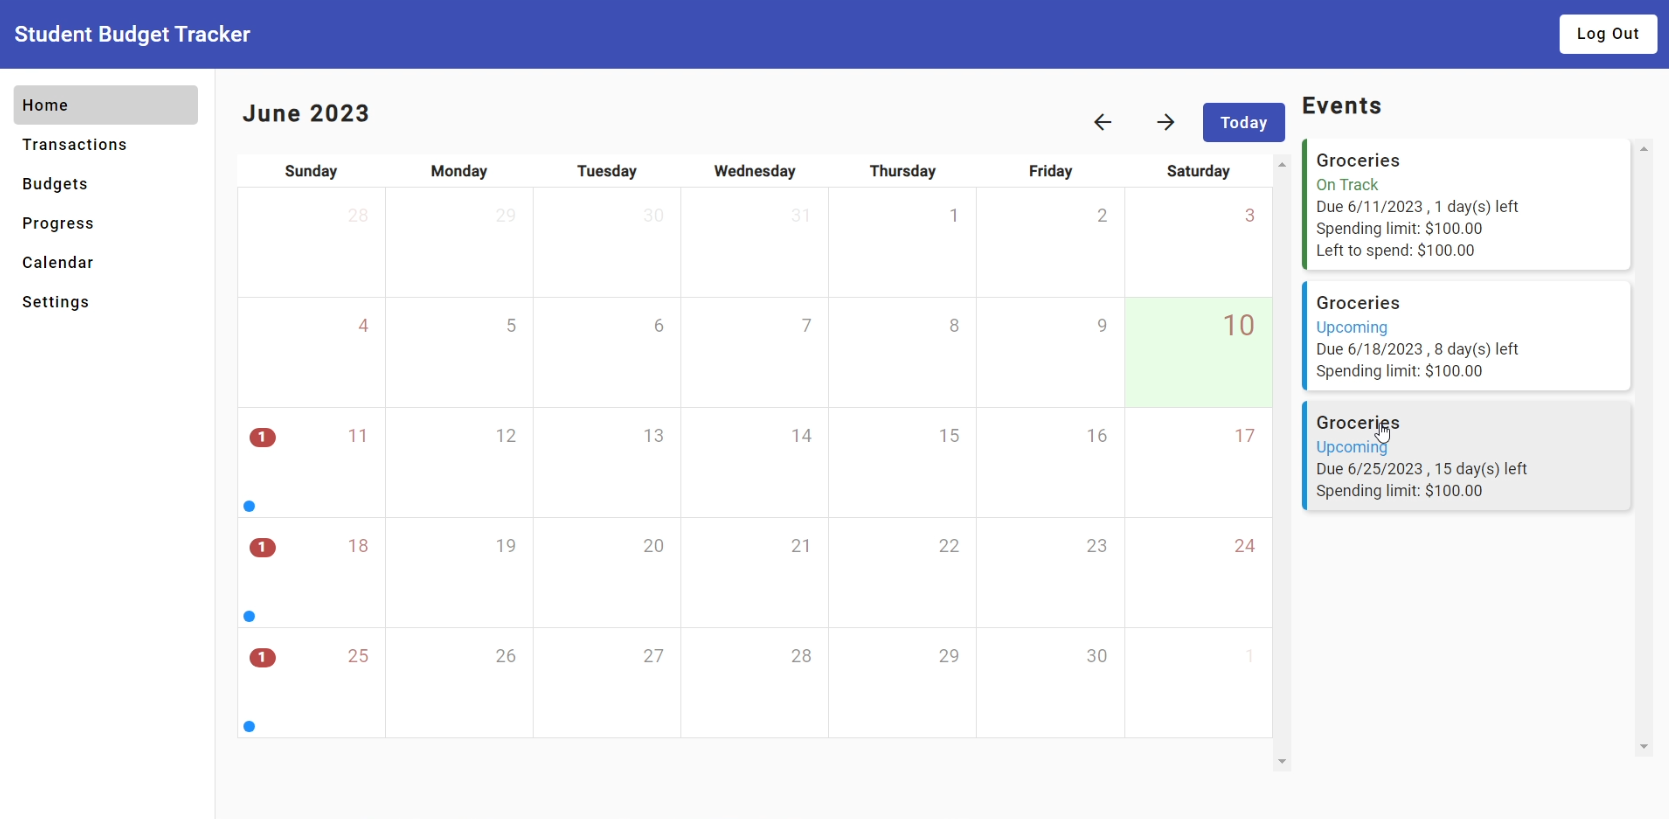 Student Budget Tracker
Log Out
Home
Transactions
Budgets
Progress
Calendar
Settings
June 2023
Today
Sunday Monday Tuesday Wednesday Thursday Friday Saturday
28 29 30 31 1 2 3
4 5 6 7 8 9 10
1 11 12 13 14 15 16 17
1 18 19 20 21 22 23 24
1 25 26 27 28 29 30 1
Events
Groceries
On Track
Due 6/11/2023 , 1 day(s) left
Spending limit: $100.00
Left to spend: $100.00
Groceries
Upcoming
Due 6/18/2023 , 8 day(s) left
Spending limit: $100.00
Groceries
Upcoming
Due 6/25/2023 , 15 day(s) left
Spending limit: $100.00